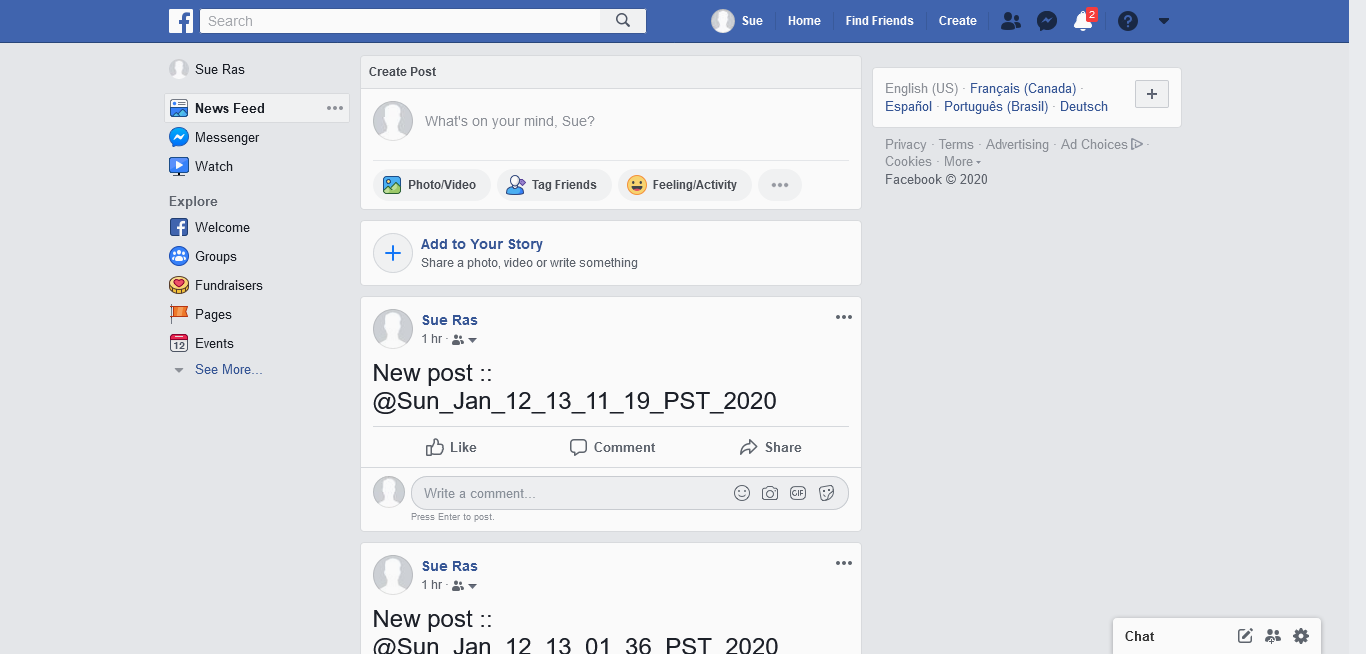 Search
Sue
Home
Find Friends
Create
2
Sue Ras
News Feed
Messenger
Watch
Explore
Welcome
Groups
Fundraisers
Pages
12
Events
See More...
Create Post
What's on your mind, Sue?
Photo/Video
Tag Friends
Feeling/Activity
Add to Your Story
Share a photo, video or write something
Sue Ras
1 hr ·
New post ::
@Sun_Jan_12_13_11_19_PST_2020
Like
Comment
Share
Write a comment...
GIF
Press Enter to post.
Sue Ras
1 hr ·
New post ::
@Sun_Jan_12_13_01_36_PST_2020
English (US) · Français (Canada) ·
Español · Português (Brasil) · Deutsch
Privacy · Terms · Advertising · Ad Choices ·
Cookies · More
Facebook © 2020
Chat